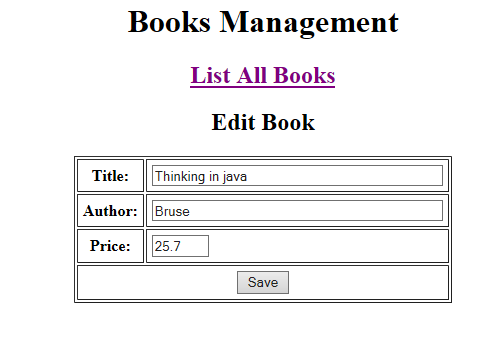 Books Management
List All Books
Edit Book
Title: Thinking in java
Author: Bruse
Price: 25.7
Save